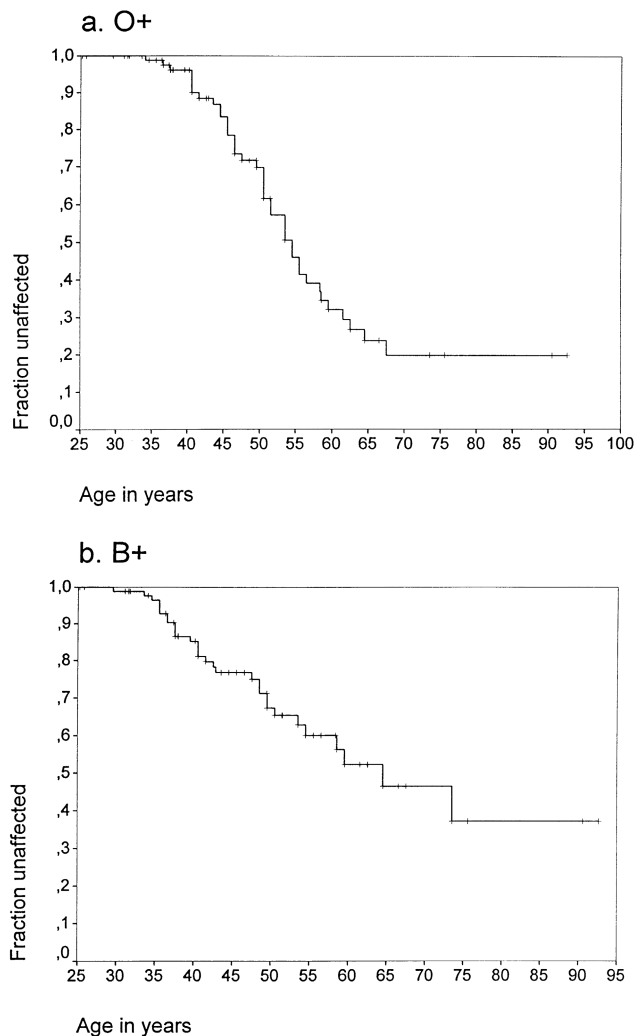 a. O+
1,0
,9
,8
,7
,6
,5
,4
,3
,2
,1
0,0
Fraction unaffected
25 30 35 40 45 50 55 60 65 70 75 80 85 90 95 100
Age in years
b. B+
1,0
,9
,8
,7
,6
,5
,4
,3
,2
,1
,0
Fraction unaffected
25 30 35 40 45 50 55 60 65 70 75 80 85 90 95
Age in years